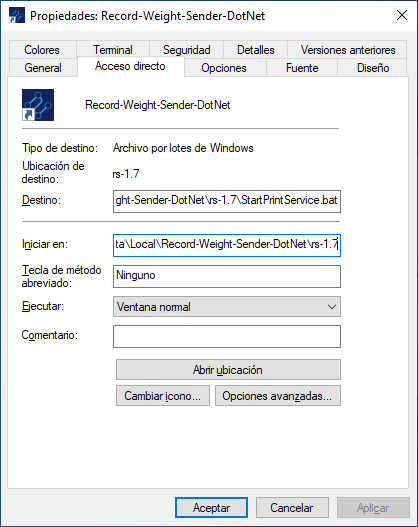 Propiedades: Record-Weight-Sender-DotNet
Colores Terminal Seguridad Detalles Versiones anteriores
General Acceso directo Opciones Fuente Diseño
Record-Weight-Sender-DotNet
Tipo de destino: Archivo por lotes de Windows
Ubicación de
destino: rs-1.7
Destino: ght-Sender-DotNet\rs-1.7\StartPrintService.bat
Iniciar en: ta\Local\Record-Weight-Sender-DotNet\rs-1.7
Tecla de método
abreviado: Ninguno
Ejecutar: Ventana normal
Comentario:
Abrir ubicación
Cambiar icono... Opciones avanzadas...
Aceptar Cancelar Aplicar